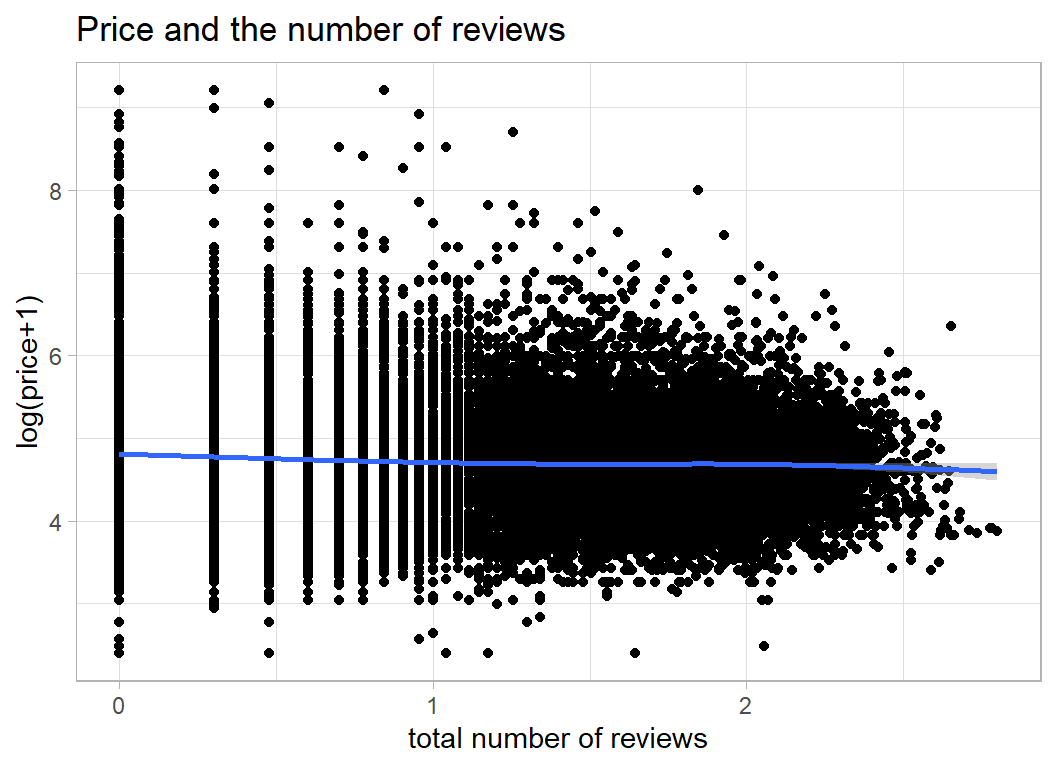 Price and the number of reviews
log(price+1)
8
6
4
0
1
2
total number of reviews